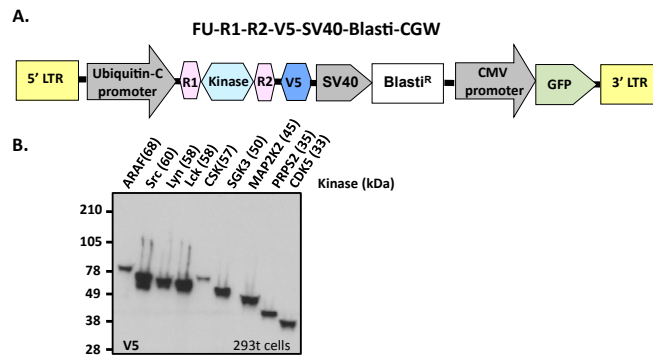 A.
FU-R1-R2-V5-SV40-Blasti-CGW
5' LTR
Ubiquitin-C
promoter
R1
Kinase
R2
V5
SV40
Blastiᴿ
CMV
promoter
GFP
3' LTR
B.
ARAF(68)
Src (60)
Lyn (58)
Lck (58)
CSK(57)
SGK3 (50)
MAP2K2 (45)
PRPS2 (35)
CDK5 (33)
Kinase (kDa)
210
105
78
49
38
28
V5
293t cells